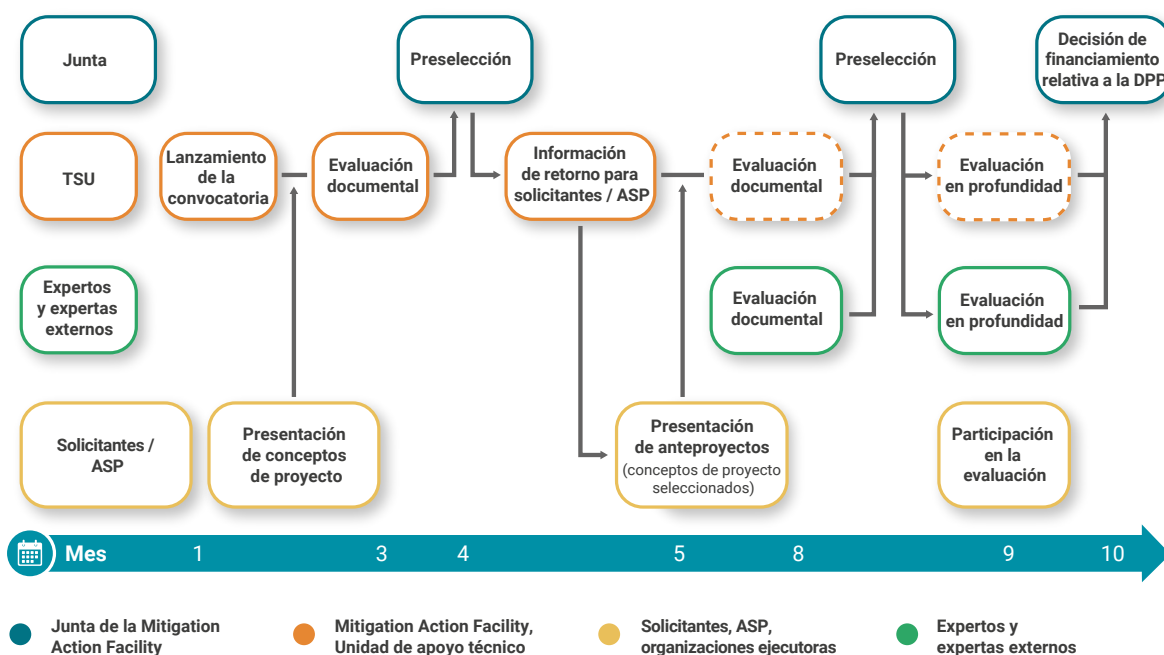 Junta
Preselección
Preselección
Decisión de
financiamiento
relativa a la DPP
TSU
Lanzamiento
de la
convocatoria
Evaluación
documental
Información
de retorno para
solicitantes / ASP
Evaluación
documental
Evaluación
en profundidad
Expertos
y expertas
externos
Evaluación
documental
Evaluación
en profundidad
Solicitantes /
ASP
Presentación
de conceptos
de proyecto
Presentación
de anteproyectos
(conceptos de proyecto
seleccionados)
Participación
en la
evaluación
Mes 1 3 4 5 8 9 10
Junta de la Mitigation
Action Facility
Mitigation Action Facility,
Unidad de apoyo técnico
Solicitantes, ASP,
organizaciones ejecutoras
Expertos y
expertas externos